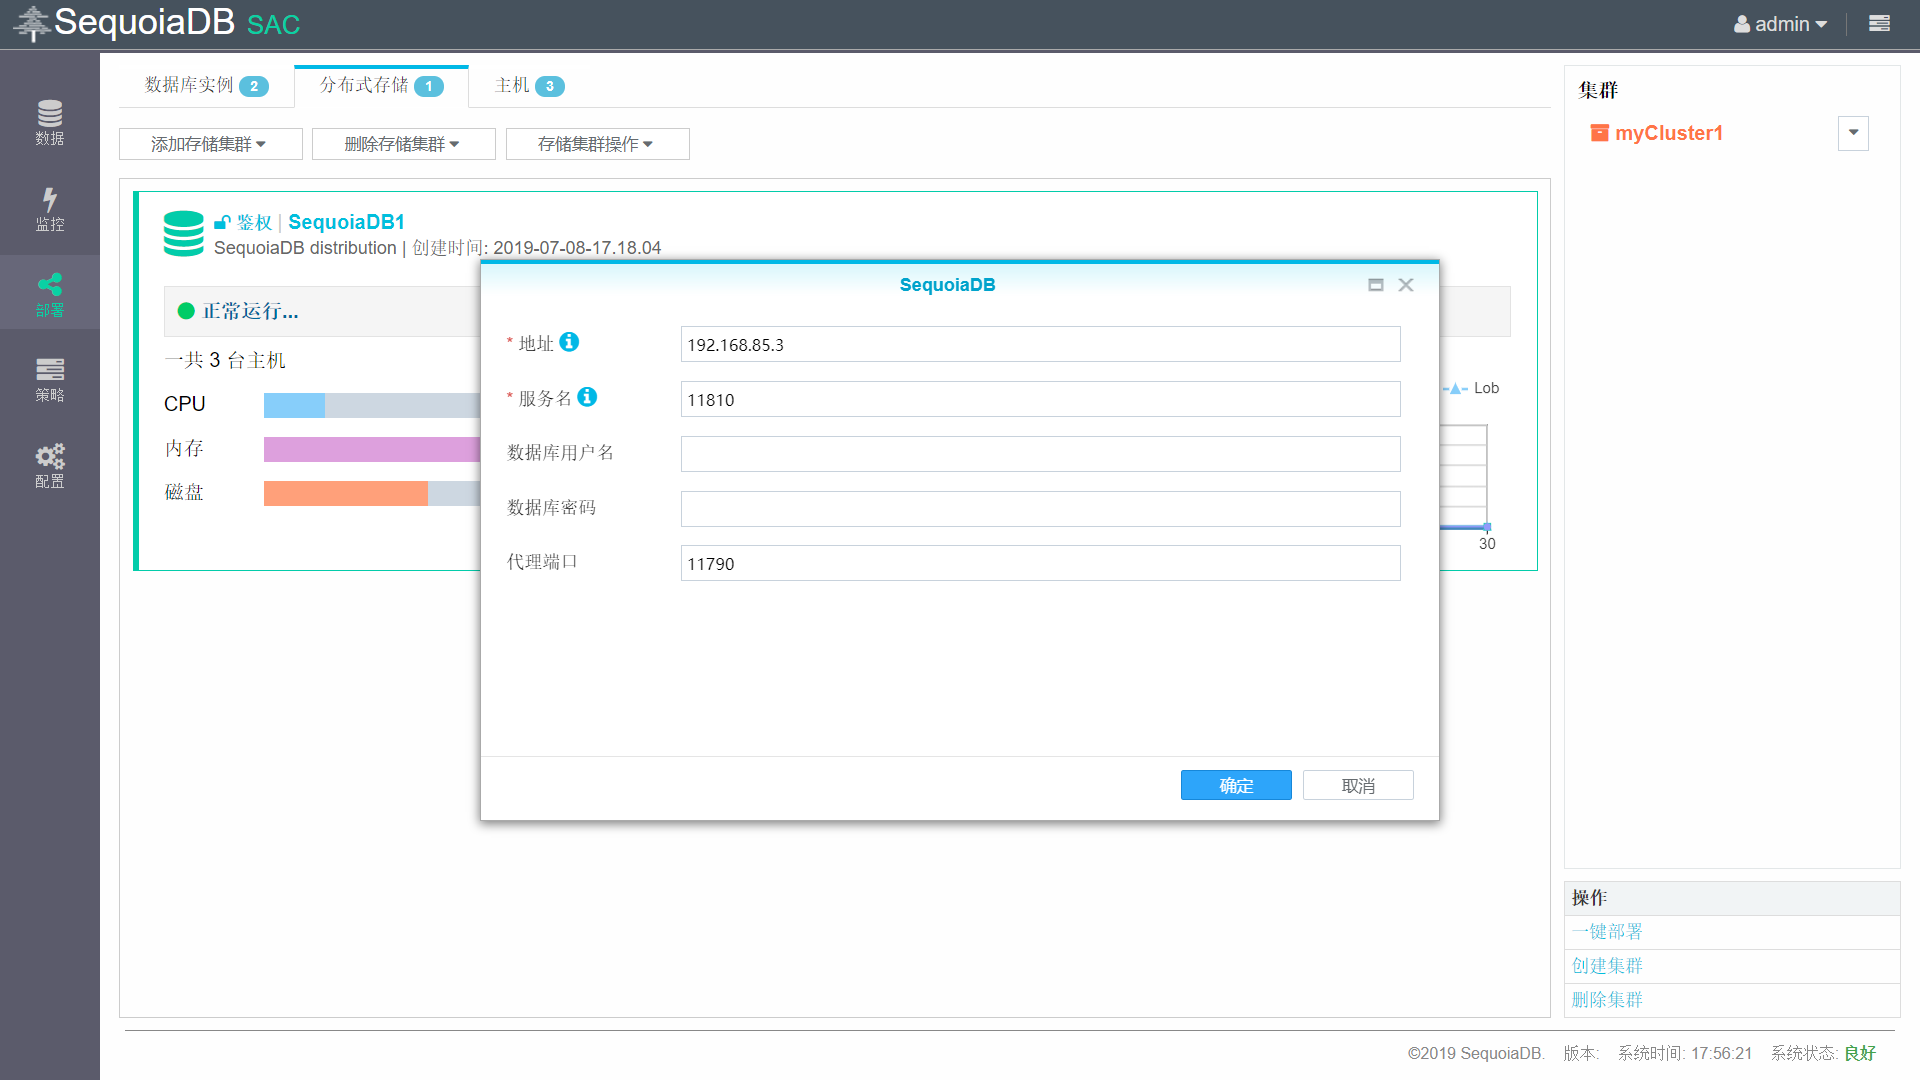 SequoiaDB SAC
admin
数据
监控
部署
策略
配置
数据库实例 2
分布式存储 1
主机 3
添加存储集群
删除存储集群
存储集群操作
鉴权 | SequoiaDB1
SequoiaDB distribution | 创建时间: 2019-07-08-17.18.04
正常运行...
一共 3 台主机
CPU
内存
磁盘
Lob
30
SequoiaDB
* 地址
192.168.85.3
* 服务名
11810
数据库用户名
数据库密码
代理端口
11790
确定
取消
集群
myCluster1
操作
一键部署
创建集群
删除集群
©2019 SequoiaDB. 版本: 系统时间: 17:56:21 系统状态: 良好